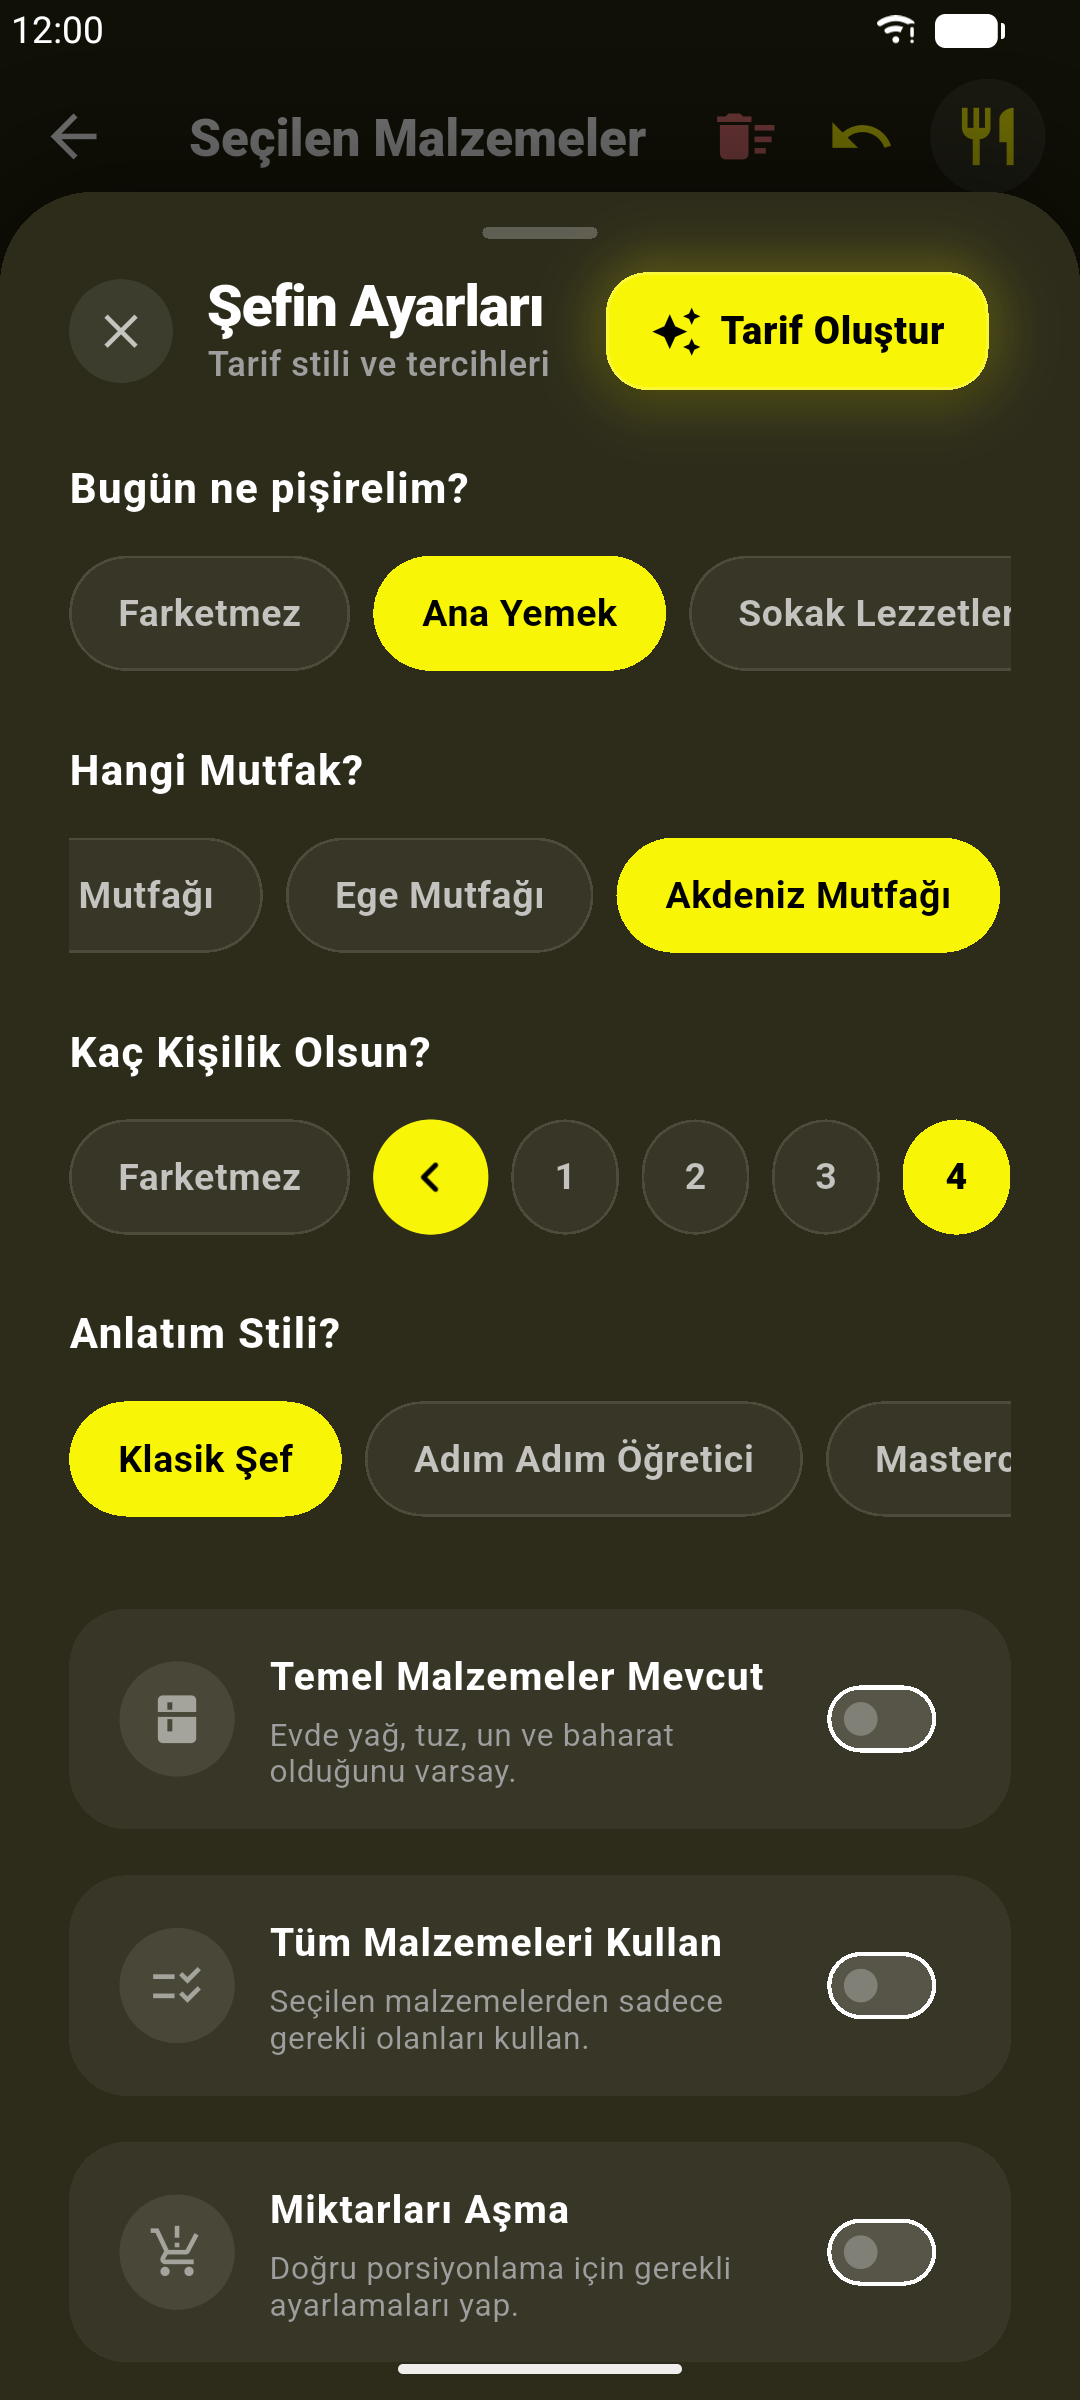 12:00
Seçilen Malzemeler
Şefin Ayarları
Tarif stili ve tercihleri
Tarif Oluştur
Bugün ne pişirelim?
Farketmez
Ana Yemek
Sokak Lezzetler
Hangi Mutfak?
Mutfağı
Ege Mutfağı
Akdeniz Mutfağı
Kaç Kişilik Olsun?
Farketmez
1
2
3
4
Anlatım Stili?
Klasik Şef
Adım Adım Öğretici
Masterc
Temel Malzemeler Mevcut
Evde yağ, tuz, un ve baharat
olduğunu varsay.
Tüm Malzemeleri Kullan
Seçilen malzemelerden sadece
gerekli olanları kullan.
Miktarları Aşma
Doğru porsiyonlama için gerekli
ayarlamaları yap.